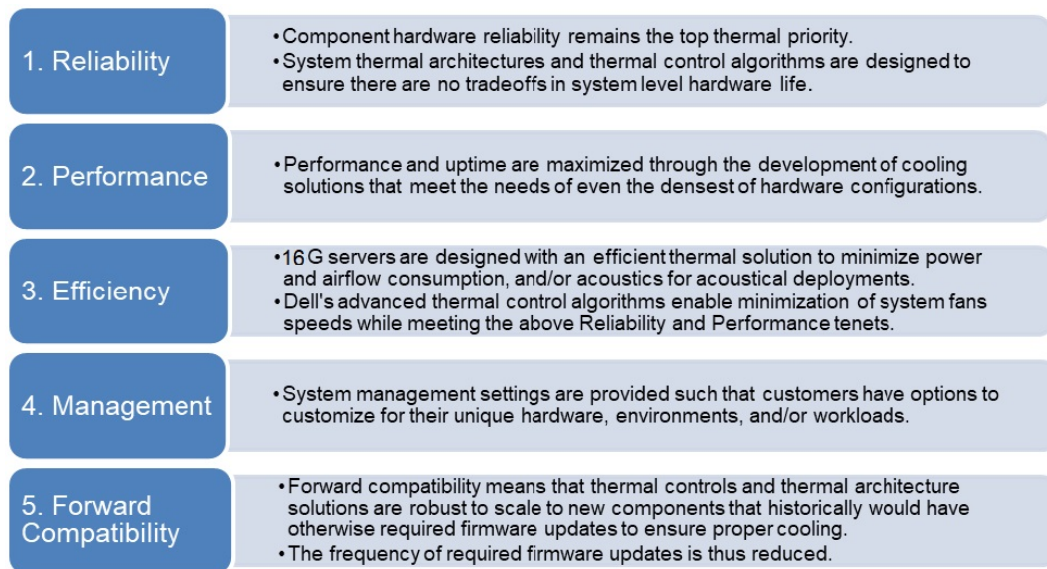 1. Reliability
•Component hardware reliability remains the top thermal priority.
•System thermal architectures and thermal control algorithms are designed to
ensure there are no tradeoffs in system level hardware life.
2. Performance
•Performance and uptime are maximized through the development of cooling
solutions that meet the needs of even the densest of hardware configurations.
3. Efficiency
•16G servers are designed with an efficient thermal solution to minimize power
and airflow consumption, and/or acoustics for acoustical deployments.
•Dell's advanced thermal control algorithms enable minimization of system fans
speeds while meeting the above Reliability and Performance tenets.
4. Management
•System management settings are provided such that customers have options to
customize for their unique hardware, environments, and/or workloads.
5. Forward
Compatibility
•Forward compatibility means that thermal controls and thermal architecture
solutions are robust to scale to new components that historically would have
otherwise required firmware updates to ensure proper cooling.
•The frequency of required firmware updates is thus reduced.